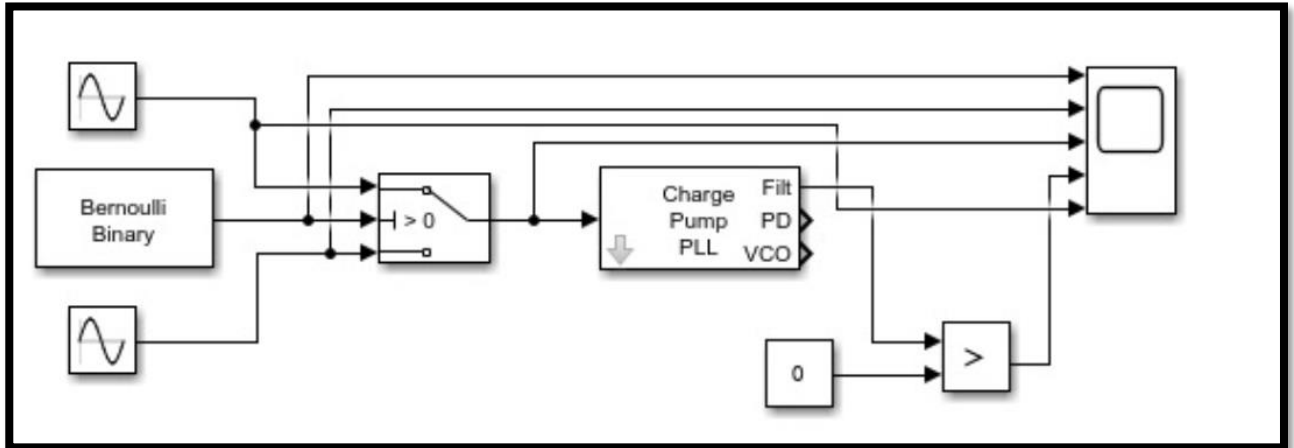 Bernoulli
Binary
> 0
Charge
Pump
PLL
Filt
PD
VCO
0
>